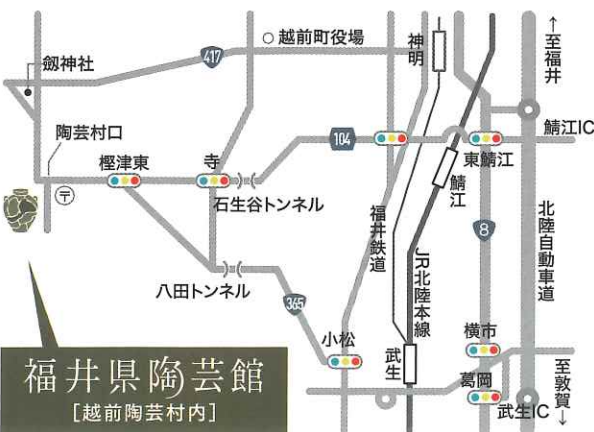 神明
↑至福井
越前町役場
417
劔神社
陶芸村口
104
鯖江IC
樫津東
寺
東鯖江
鯖江
〒
石生谷トンネル
福井鉄道
8
北陸自動車道
JR北陸本線
八田トンネル
365
小松
横市
武生
葛岡
至敦賀↓
武生IC
福井県陶芸館
[越前陶芸村内]